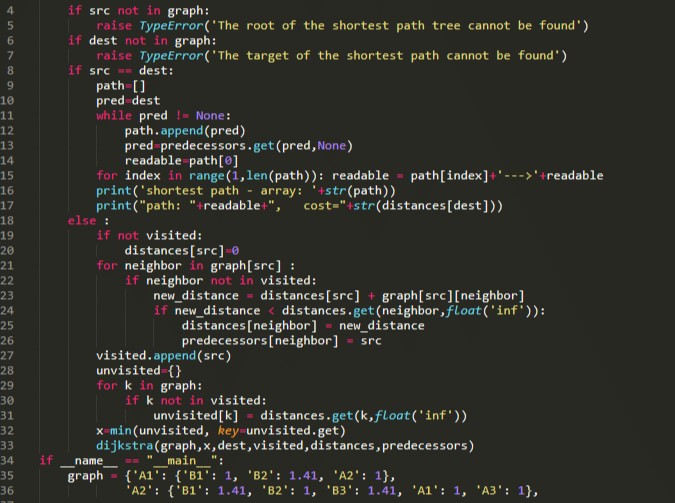 4 if src not in graph:
5 raise TypeError('The root of the shortest path tree cannot be found')
6 if dest not in graph:
7 raise TypeError('The target of the shortest path cannot be found')
8 if src == dest:
9 path=[]
10 pred=dest
11 while pred != None:
12 path.append(pred)
13 pred=predecessors.get(pred,None)
14 readable=path[0]
15 for index in range(1,len(path)): readable = path[index]+'--->'+readable
16 print('shortest path - array: '+str(path))
17 print("path: "+readable+", cost="+str(distances[dest]))
18 else :
19 if not visited:
20 distances[src]=0
21 for neighbor in graph[src] :
22 if neighbor not in visited:
23 new_distance = distances[src] + graph[src][neighbor]
24 if new_distance < distances.get(neighbor,float('inf')):
25 distances[neighbor] = new_distance
26 predecessors[neighbor] = src
27 visited.append(src)
28 unvisited={}
29 for k in graph:
30 if k not in visited:
31 unvisited[k] = distances.get(k,float('inf'))
32 x=min(unvisited, key=unvisited.get)
33 dijkstra(graph,x,dest,visited,distances,predecessors)
34 if __name__ == "__main__":
35 graph = {'A1': {'B1': 1, 'B2': 1.41, 'A2': 1},
36 'A2': {'B1': 1.41, 'B2': 1, 'B3': 1.41, 'A1': 1, 'A3': 1},